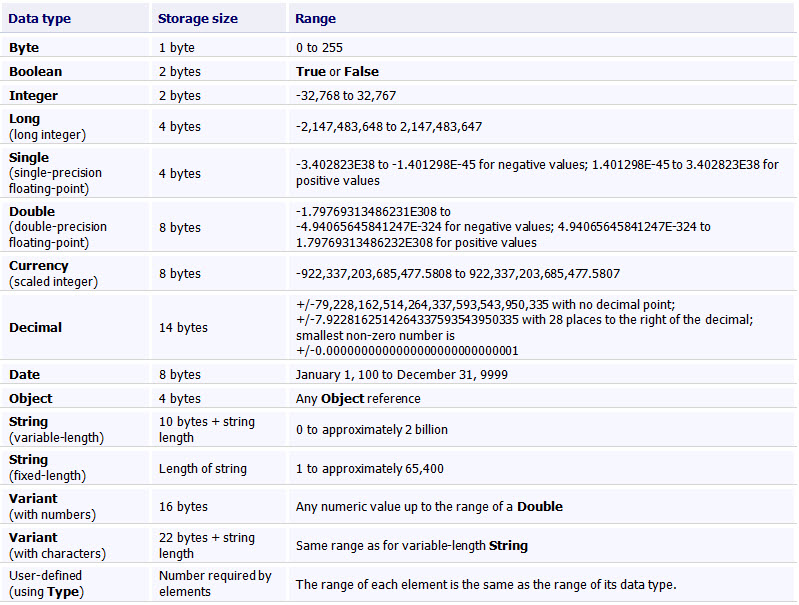 Data type Storage size Range
Byte 1 byte 0 to 255
Boolean 2 bytes True or False
Integer 2 bytes -32,768 to 32,767
Long
(long integer) 4 bytes -2,147,483,648 to 2,147,483,647
Single
(single-precision
floating-point) 4 bytes -3.402823E38 to -1.401298E-45 for negative values; 1.401298E-45 to 3.402823E38 for
positive values
Double
(double-precision
floating-point) 8 bytes -1.79769313486231E308 to
-4.94065645841247E-324 for negative values; 4.94065645841247E-324 to
1.79769313486232E308 for positive values
Currency
(scaled integer) 8 bytes -922,337,203,685,477.5808 to 922,337,203,685,477.5807
Decimal 14 bytes +/-79,228,162,514,264,337,593,543,950,335 with no decimal point;
+/-7.9228162514264337593543950335 with 28 places to the right of the decimal;
smallest non-zero number is
+/-0.0000000000000000000000000001
Date 8 bytes January 1, 100 to December 31, 9999
Object 4 bytes Any Object reference
String
(variable-length) 10 bytes + string
length 0 to approximately 2 billion
String
(fixed-length) Length of string 1 to approximately 65,400
Variant
(with numbers) 16 bytes Any numeric value up to the range of a Double
Variant
(with characters) 22 bytes + string
length Same range as for variable-length String
User-defined
(using Type) Number required by
elements The range of each element is the same as the range of its data type.